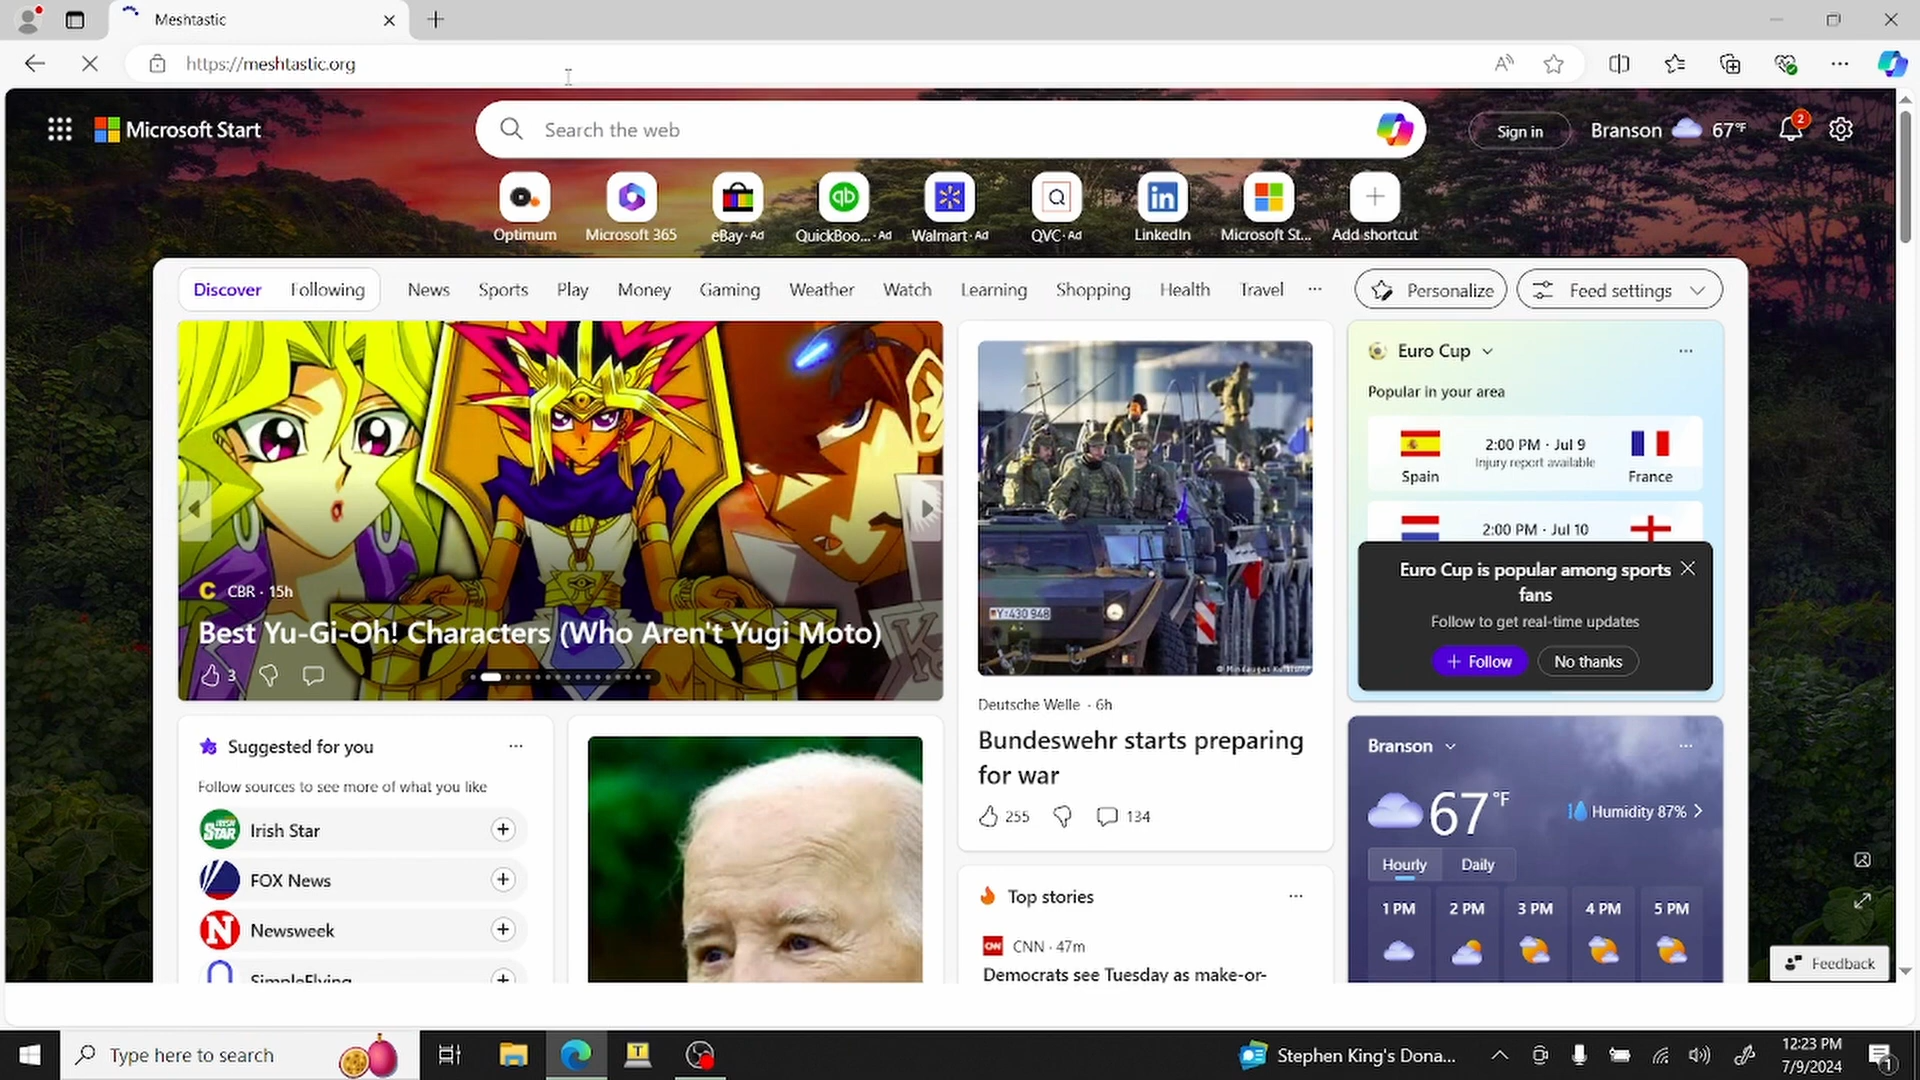 Meshtastic
https://meshtastic.org
Microsoft Start
Search the web
Sign in
Branson
67°F
2
Optimum
Microsoft 365
eBay · Ad
QuickBoo... · Ad
Walmart · Ad
QVC · Ad
LinkedIn
Microsoft St...
Add shortcut
Discover
Following
News
Sports
Play
Money
Gaming
Weather
Watch
Learning
Shopping
Health
Travel
Personalize
Feed settings
CBR · 15h
Best Yu-Gi-Oh! Characters (Who Aren't Yugi Moto)
3
Y-430 948
Deutsche Welle · 6h
Bundeswehr starts preparing
for war
255
134
Euro Cup
Popular in your area
2:00 PM · Jul 9
Injury report available
Spain
France
2:00 PM · Jul 10
Euro Cup is popular among sports
fans
Follow to get real-time updates
Follow
No thanks
Suggested for you
Follow sources to see more of what you like
IRISH
STAR
Irish Star
FOX News
N
Newsweek
SimpleFlying
Top stories
CNN
CNN · 47m
Democrats see Tuesday as make-or-
Branson
67°F
Humidity 87%
Hourly
Daily
1 PM
2 PM
3 PM
4 PM
5 PM
Feedback
Type here to search
Stephen King's Dona...
12:23 PM
7/9/2024
1